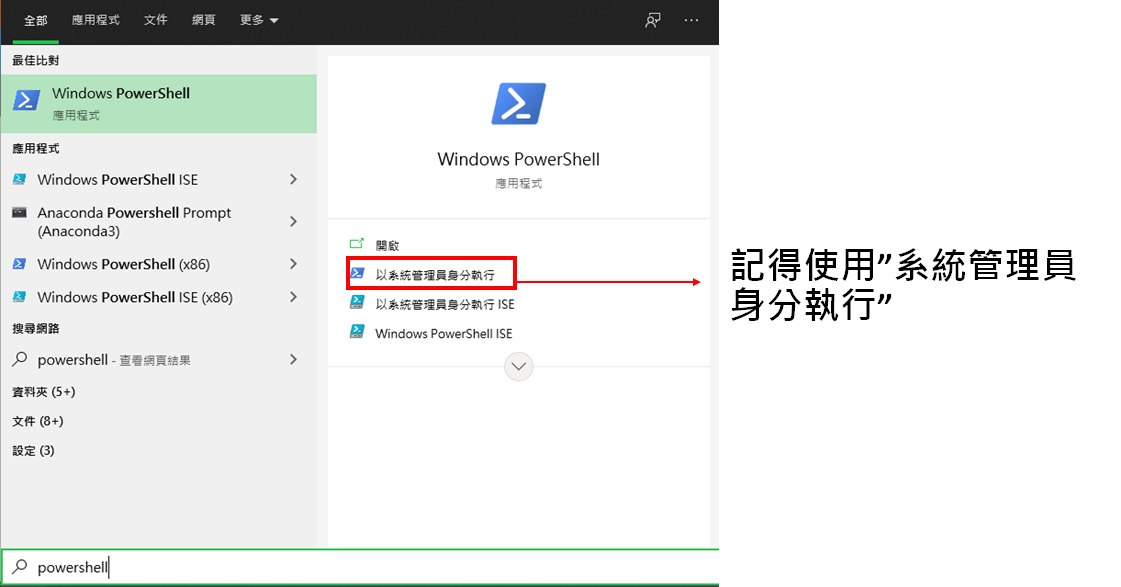 全部 應用程式 文件 網頁 更多
最佳比對
Windows PowerShell
應用程式
應用程式
Windows PowerShell ISE
Anaconda Powershell Prompt
(Anaconda3)
Windows PowerShell (x86)
Windows PowerShell ISE (x86)
搜尋網路
powershell - 查看網頁結果
資料夾 (5+)
文件 (8+)
設定 (3)
Windows PowerShell
應用程式
開啟
以系統管理員身分執行
以系統管理員身分執行 ISE
Windows PowerShell ISE
記得使用”系統管理員
身分執行”
powershell